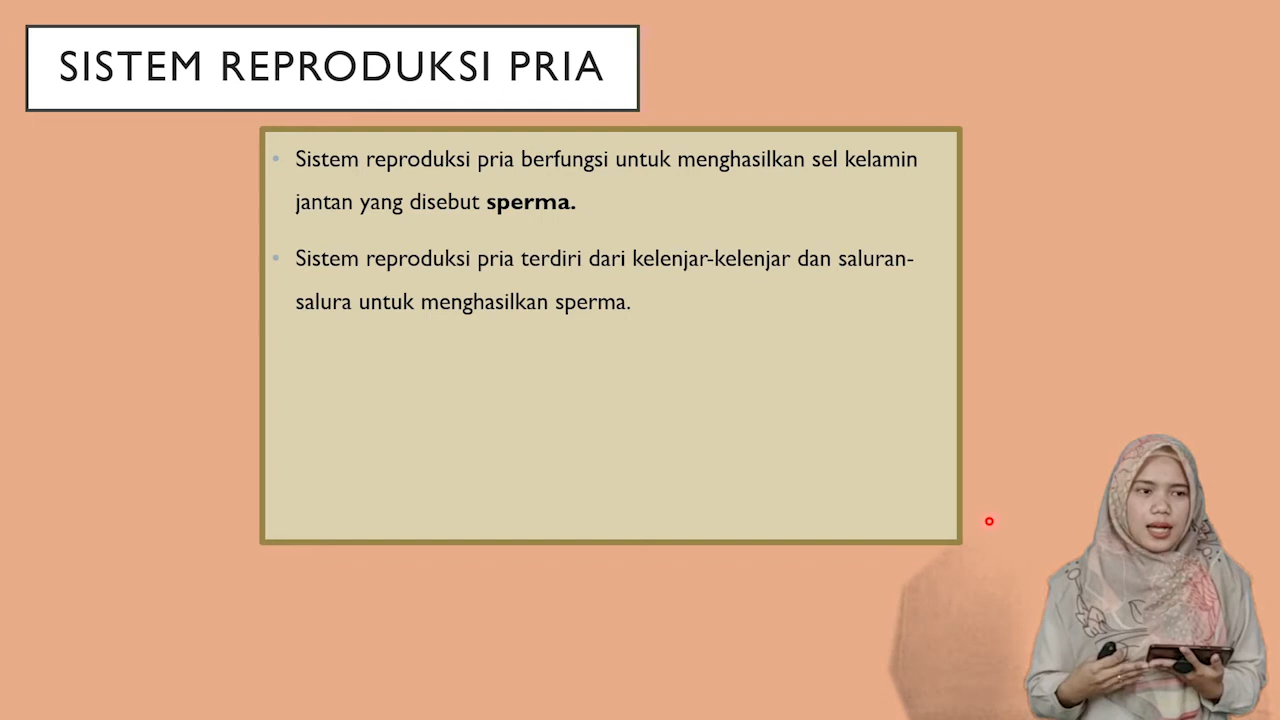 SISTEM REPRODUKSI PRIA
• Sistem reproduksi pria berfungsi untuk menghasilkan sel kelamin
jantan yang disebut sperma.
• Sistem reproduksi pria terdiri dari kelenjar-kelenjar dan saluran-
salura untuk menghasilkan sperma.